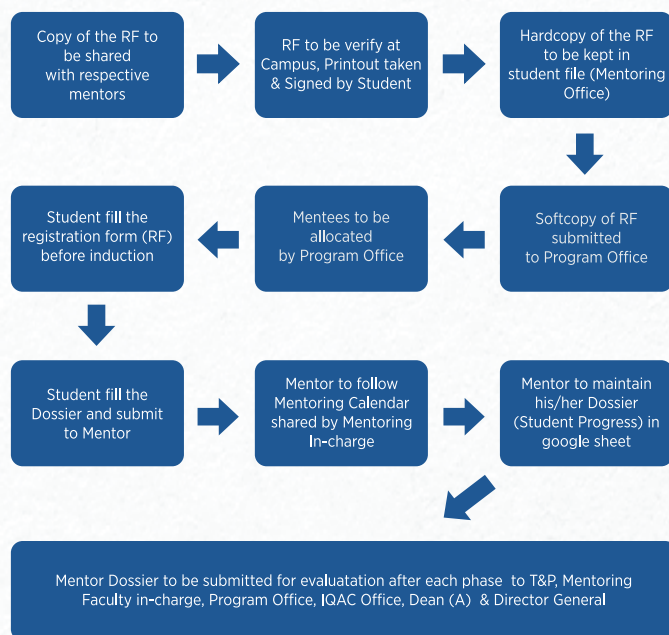 Copy of the RF to
be shared
with respective
mentors
RF to be verify at
Campus, Printout taken
& Signed by Student
Hardcopy of the RF
to be kept in
student file (Mentoring
Office)
Softcopy of RF
submitted
to Program Office
Mentees to be
allocated
by Program Office
Student fill the
registration form (RF)
before induction
Student fill the
Dossier and submit
to Mentor
Mentor to follow
Mentoring Calendar
shared by Mentoring
In-charge
Mentor to maintain
his/her Dossier
(Student Progress) in
google sheet
Mentor Dossier to be submitted for evaluatation after each phase to T&P, Mentoring
Faculty in-charge, Program Office, IQAC Office, Dean (A) & Director General